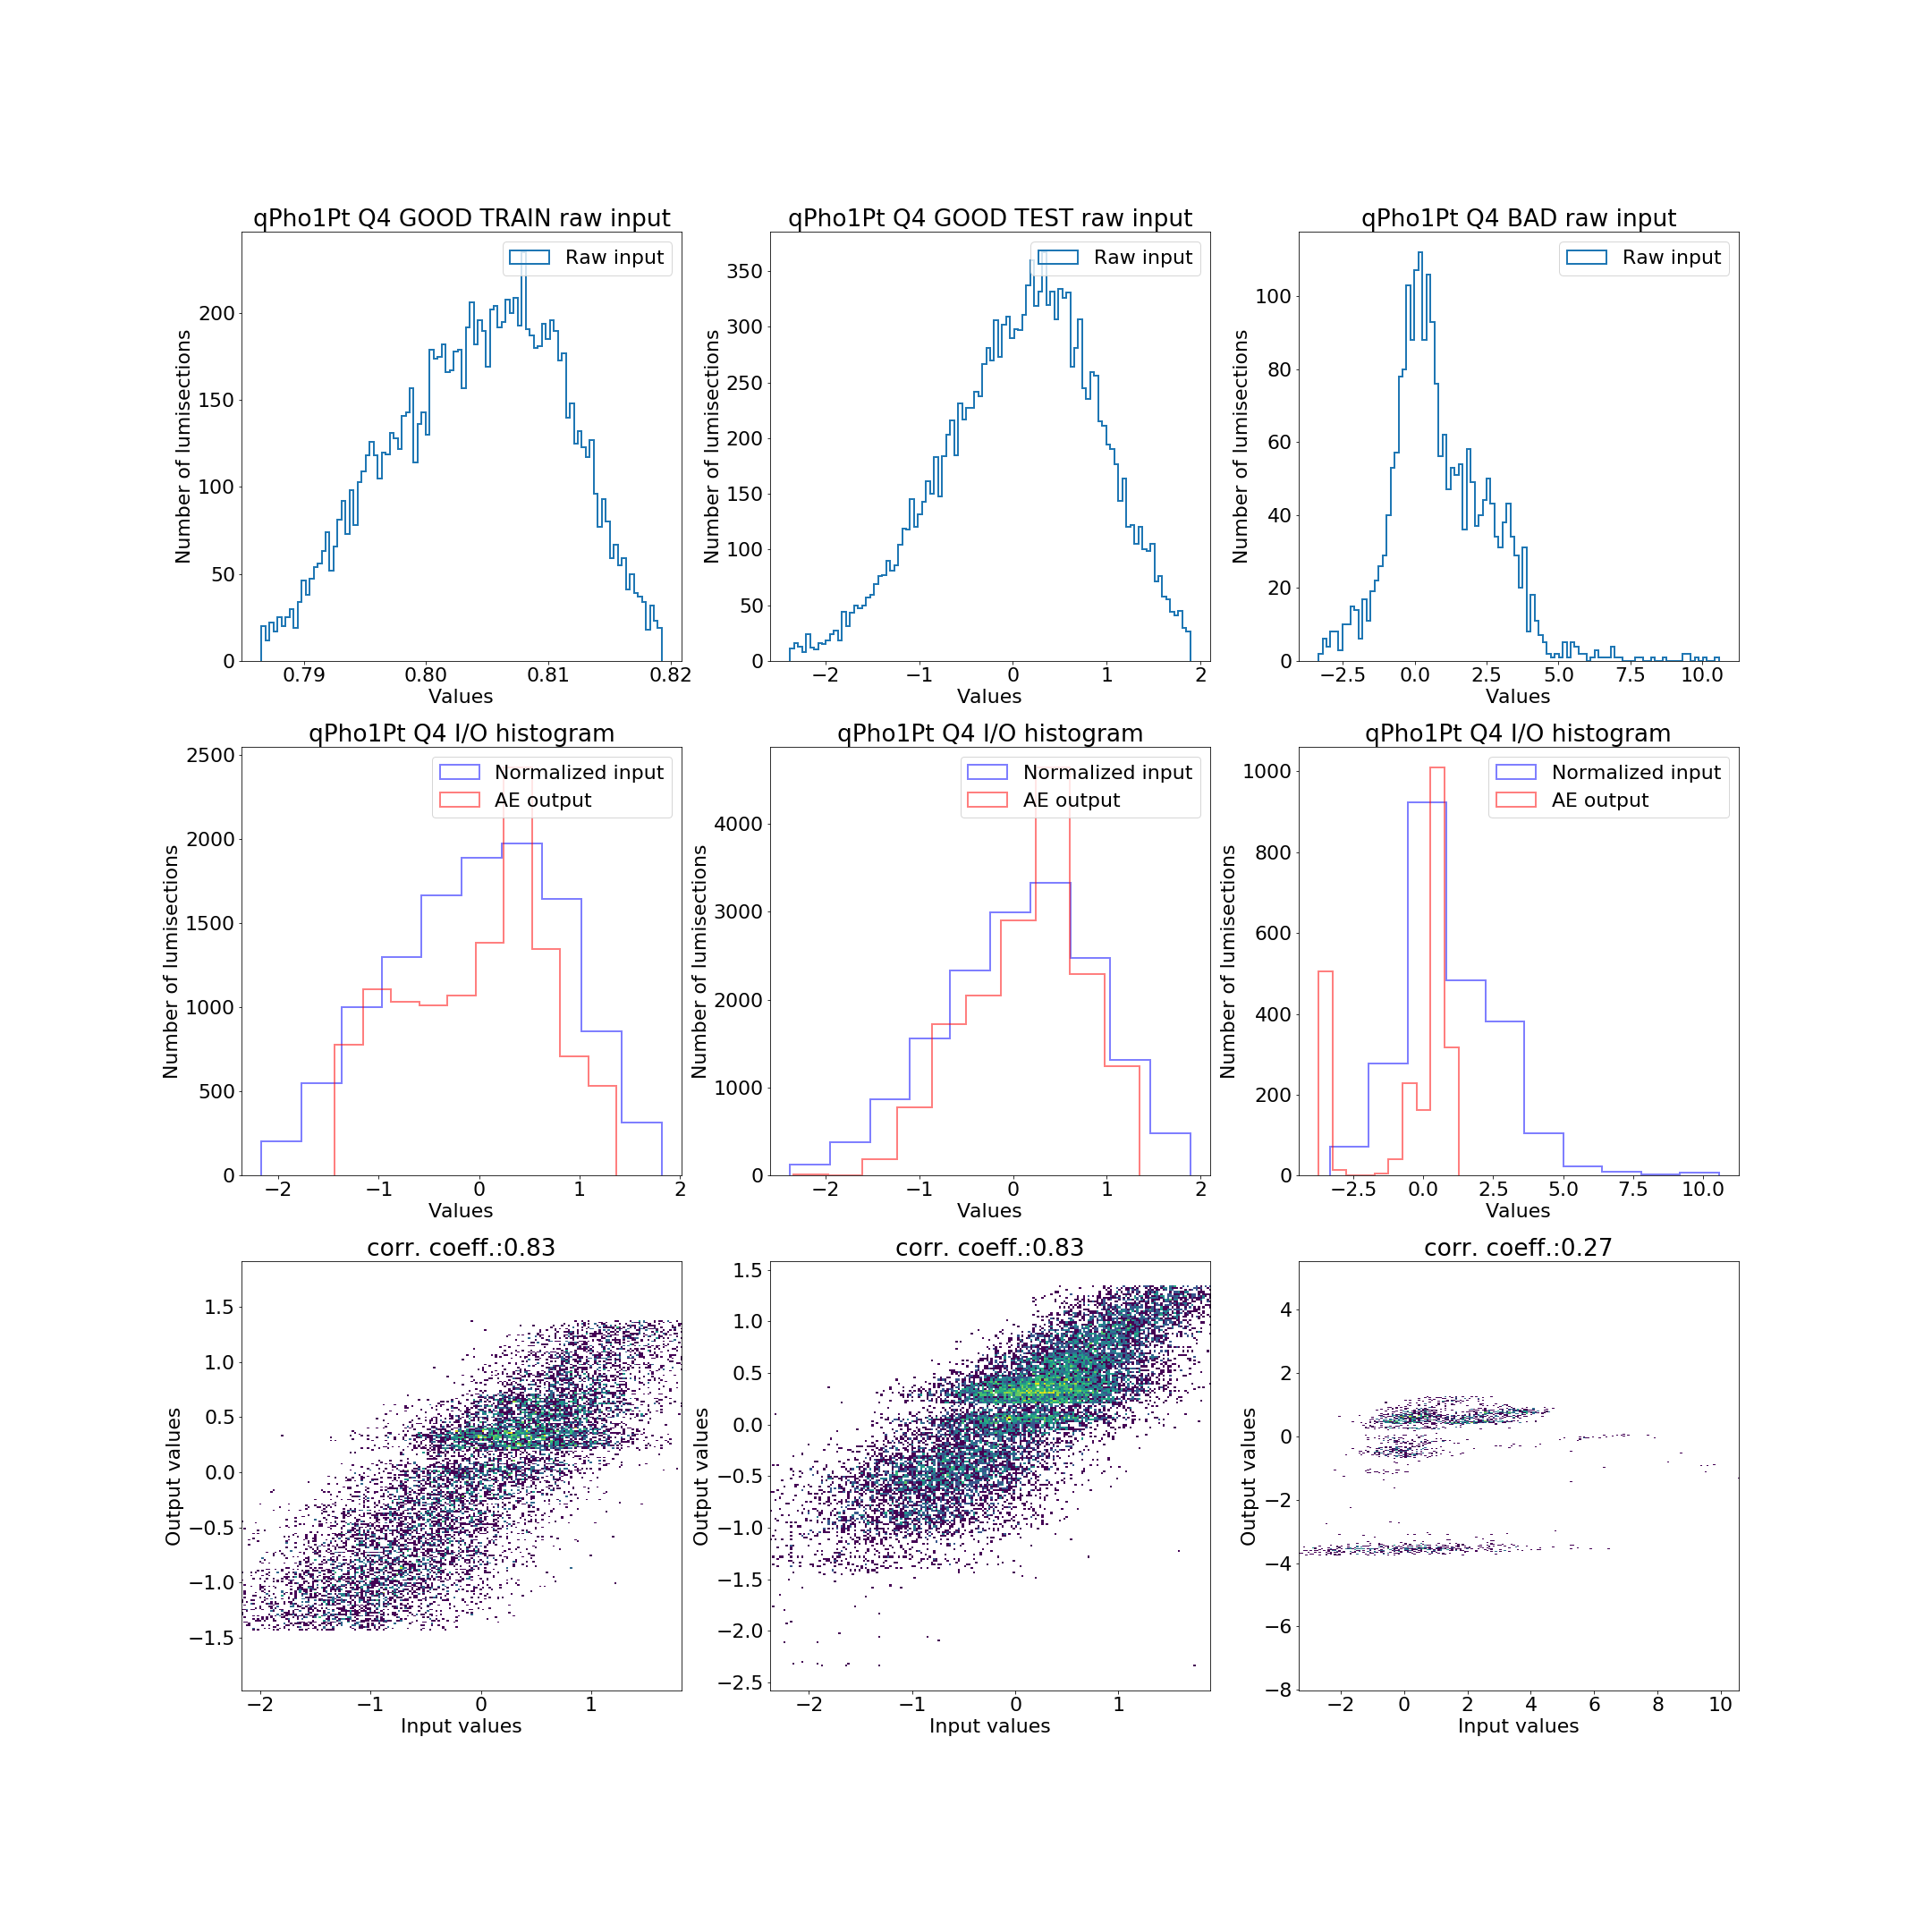 qPho1Pt Q4 GOOD TRAIN raw input
Raw input
Number of lumisections
0
50
100
150
200
0.79
0.80
0.81
0.82
Values
qPho1Pt Q4 GOOD TEST raw input
Raw input
Number of lumisections
0
50
100
150
200
250
300
350
−2
−1
0
1
2
Values
qPho1Pt Q4 BAD raw input
Raw input
Number of lumisections
0
20
40
60
80
100
−2.5
0.0
2.5
5.0
7.5
10.0
Values
qPho1Pt Q4 I/O histogram
Normalized input
AE output
Number of lumisections
0
500
1000
1500
2000
2500
−2
−1
0
1
2
Values
qPho1Pt Q4 I/O histogram
Normalized input
AE output
Number of lumisections
0
1000
2000
3000
4000
−2
−1
0
1
2
Values
qPho1Pt Q4 I/O histogram
Normalized input
AE output
Number of lumisections
0
200
400
600
800
1000
−2.5
0.0
2.5
5.0
7.5
10.0
Values
corr. coeff.:0.83
Output values
−1.5
−1.0
−0.5
0.0
0.5
1.0
1.5
−2
−1
0
1
Input values
corr. coeff.:0.83
Output values
−2.5
−2.0
−1.5
−1.0
−0.5
0.0
0.5
1.0
1.5
−2
−1
0
1
Input values
corr. coeff.:0.27
Output values
−8
−6
−4
−2
0
2
4
−2
0
2
4
6
8
10
Input values